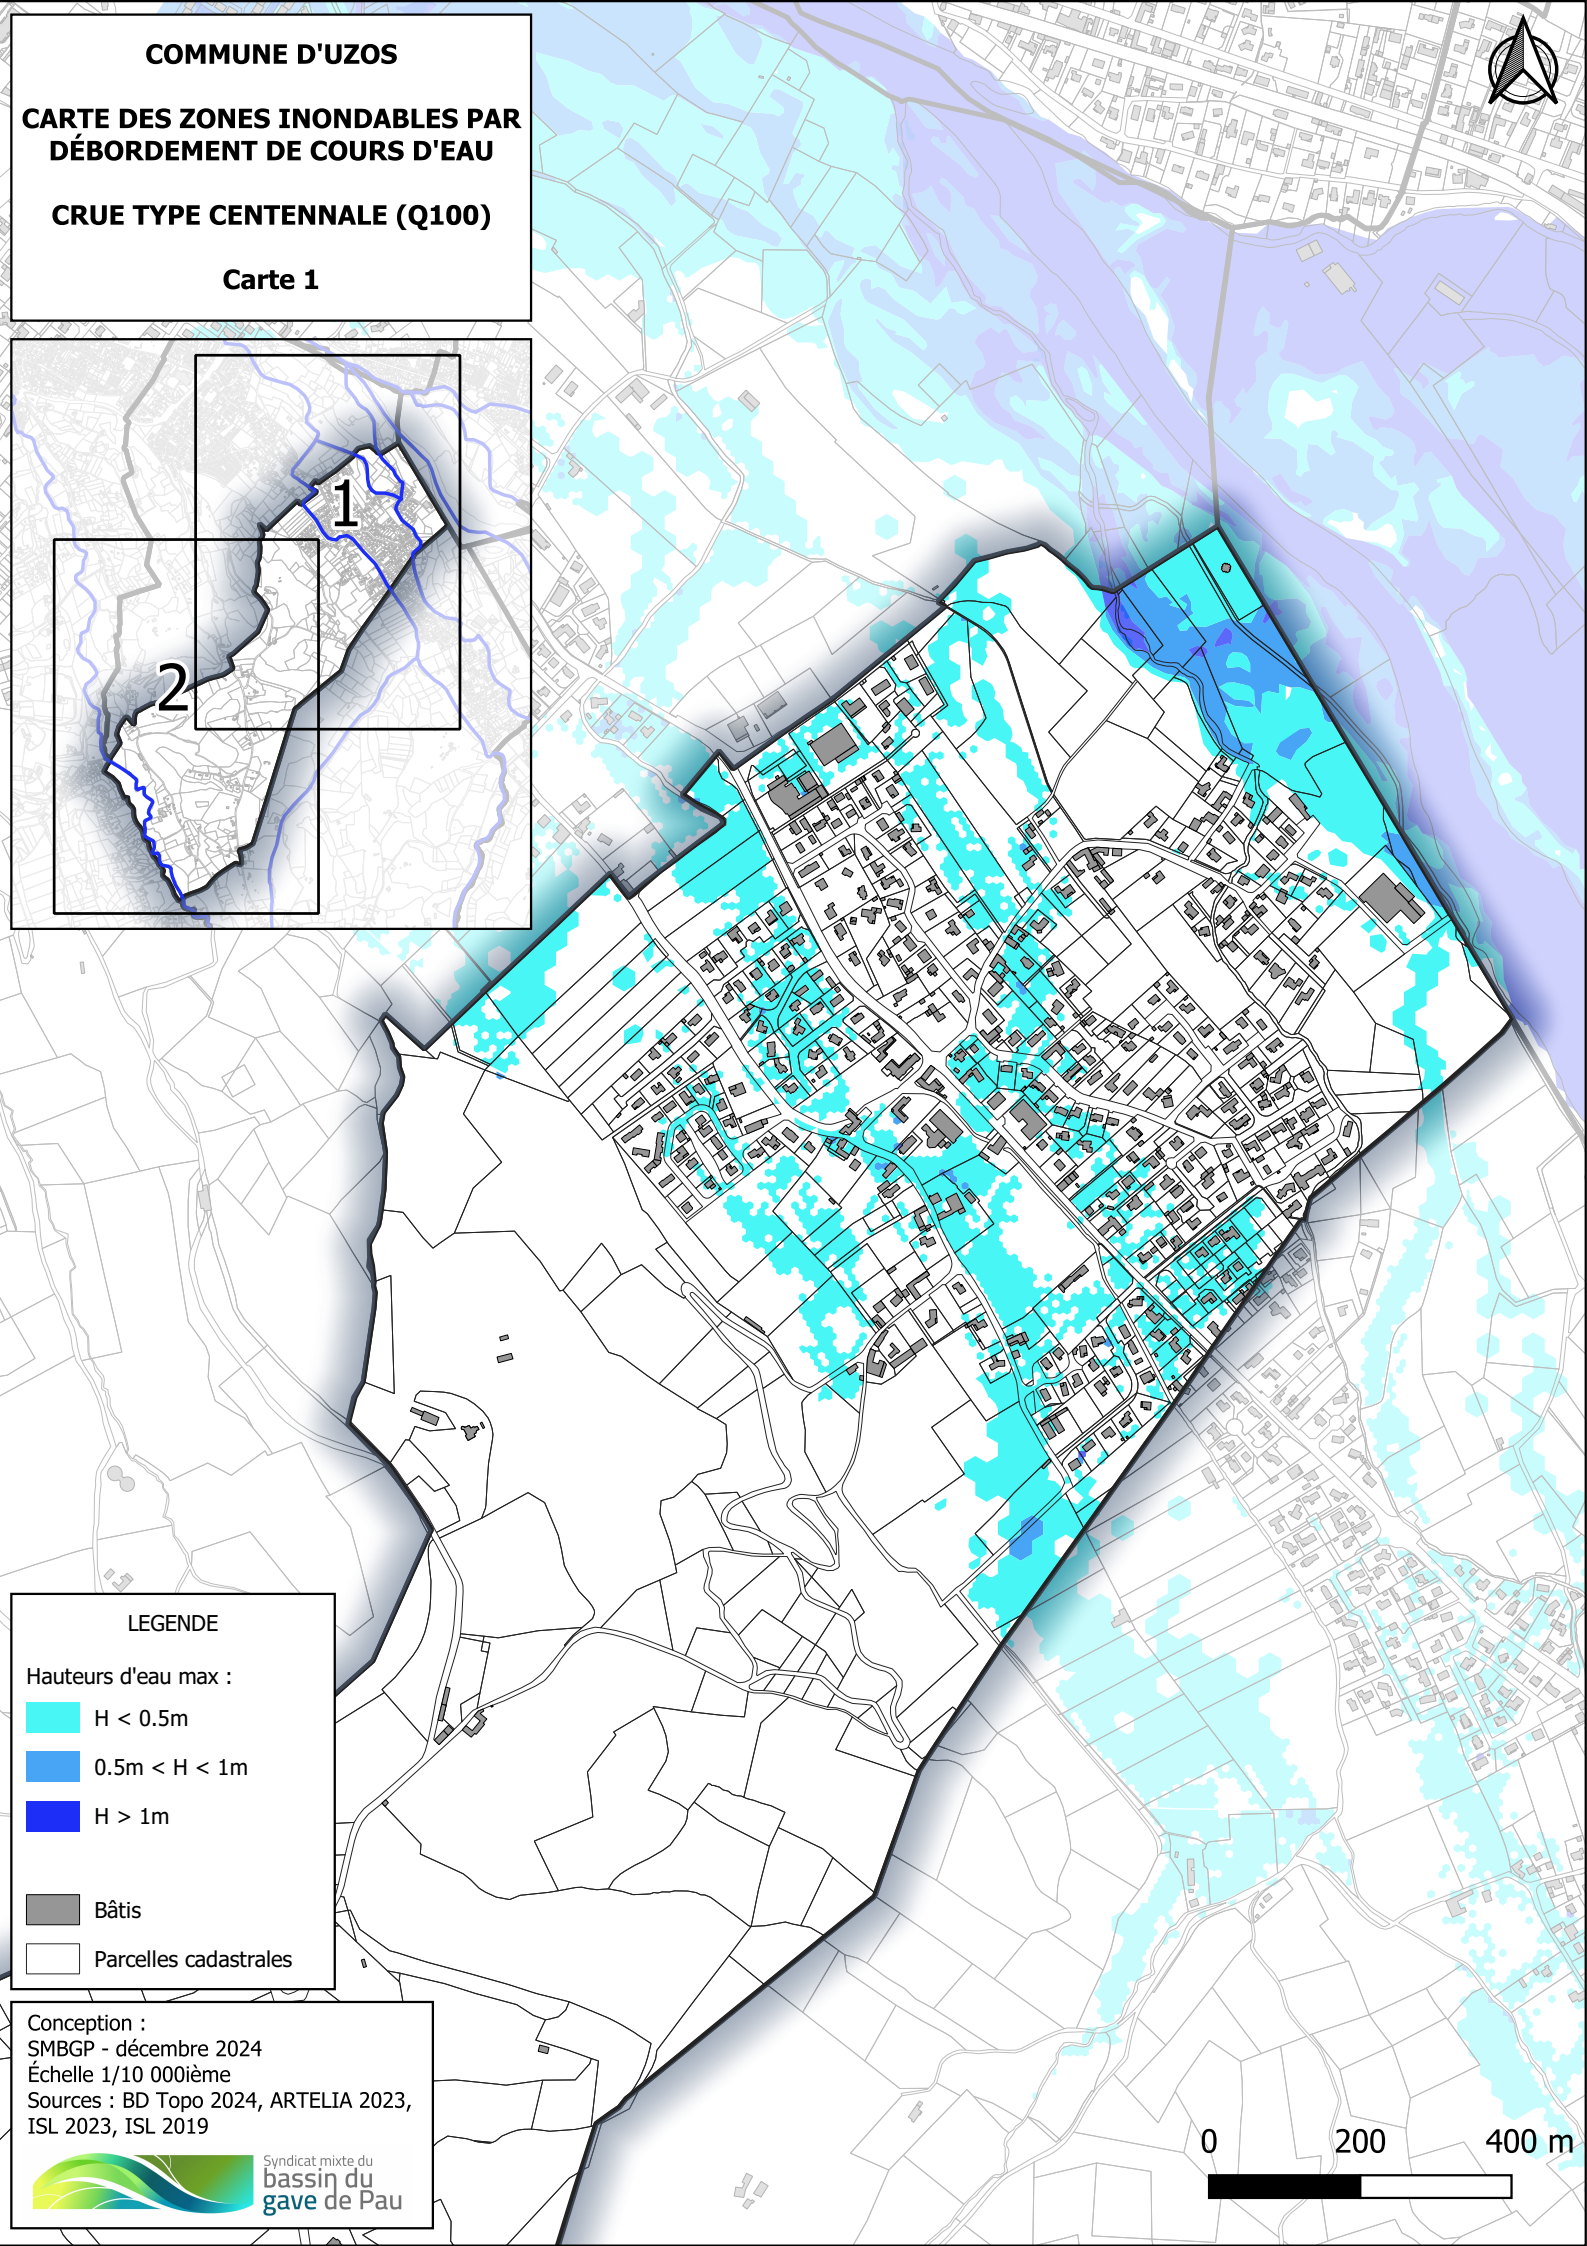 COMMUNE D'UZOS
CARTE DES ZONES INONDABLES PAR
DÉBORDEMENT DE COURS D'EAU
CRUE TYPE CENTENNALE (Q100)
Carte 1
1
2
LEGENDE
Hauteurs d'eau max :
H < 0.5m
0.5m < H < 1m
H > 1m
Bâtis
Parcelles cadastrales
Conception :
SMBGP - décembre 2024
Échelle 1/10 000ième
Sources : BD Topo 2024, ARTELIA 2023,
ISL 2023, ISL 2019
Syndicat mixte du
bassin du
gave de Pau
0 200 400 m